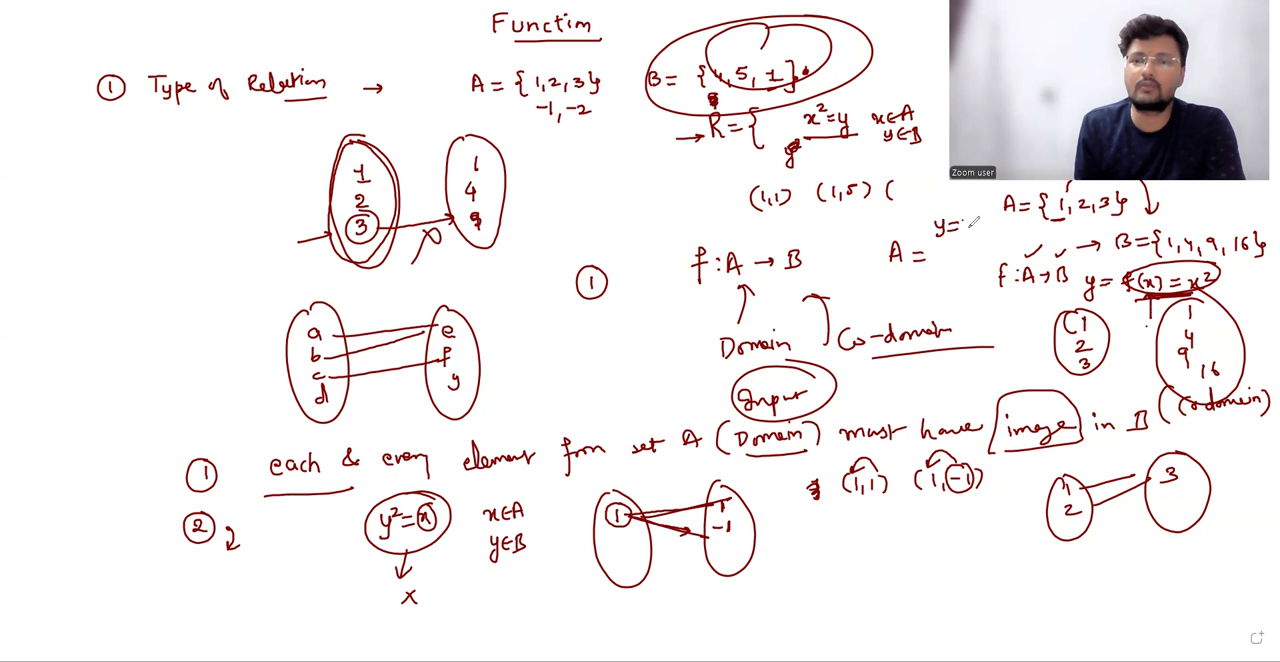 Function
① Type of Relation → A = {1,2,3} B = {4,5,1}
-1,-2
→ R = { x²=y x∈A
y∈B
(1,1) (1,5) (
1
2
3
1
4
Zoom user
A = {1,2,3}
y=
A =
→ B = {1,4,9,16}
① f:A → B
f:A→B y = f(x) = x²
Domain Co-domain
Input
a
b
c
d
e
f
y
1
2
3
1
4
9
16
① each & every element from set A (Domain) must have image in B (Co-domain)
(1,1) (1,-1)
② y²=x x∈A
y∈B
x
1
1
-1
1
2
3